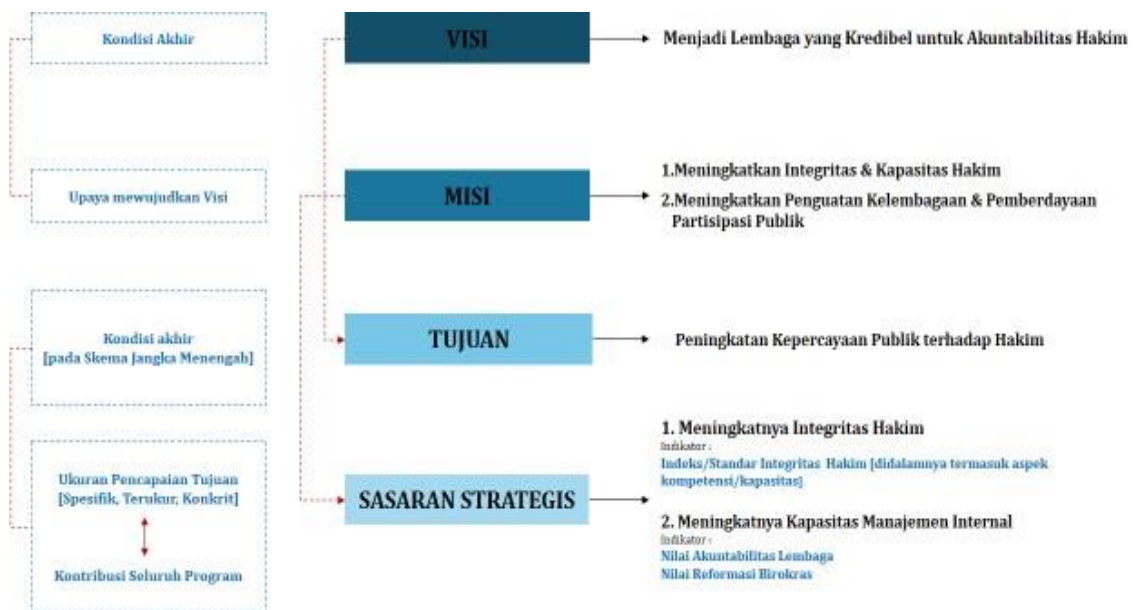 Kondisi Akhir
VISI
Menjadi Lembaga yang Kredibel untuk Akuntabilitas Hakim
Upaya mewujudkan Visi
MISI
1.Meningkatkan Integritas & Kapasitas Hakim
2.Meningkatkan Penguatan Kelembagaan & Pemberdayaan
Partisipasi Publik
Kondisi akhir
[pada Skema Jangka Menengah]
TUJUAN
Peningkatan Kepercayaan Publik terhadap Hakim
Ukuran Pencapaian Tujuan
[Spesifik, Terukur, Konkrit]
Kontribusi Seluruh Program
SASARAN STRATEGIS
1. Meningkatnya Integritas Hakim
Indikator :
Indeks/Standar Integritas Hakim [didalamnya termasuk aspek
kompetensi/kapasitas]
2. Meningkatnya Kapasitas Manajemen Internal
Indikator :
Nilai Akuntabilitas Lembaga
Nilai Reformasi Birokras